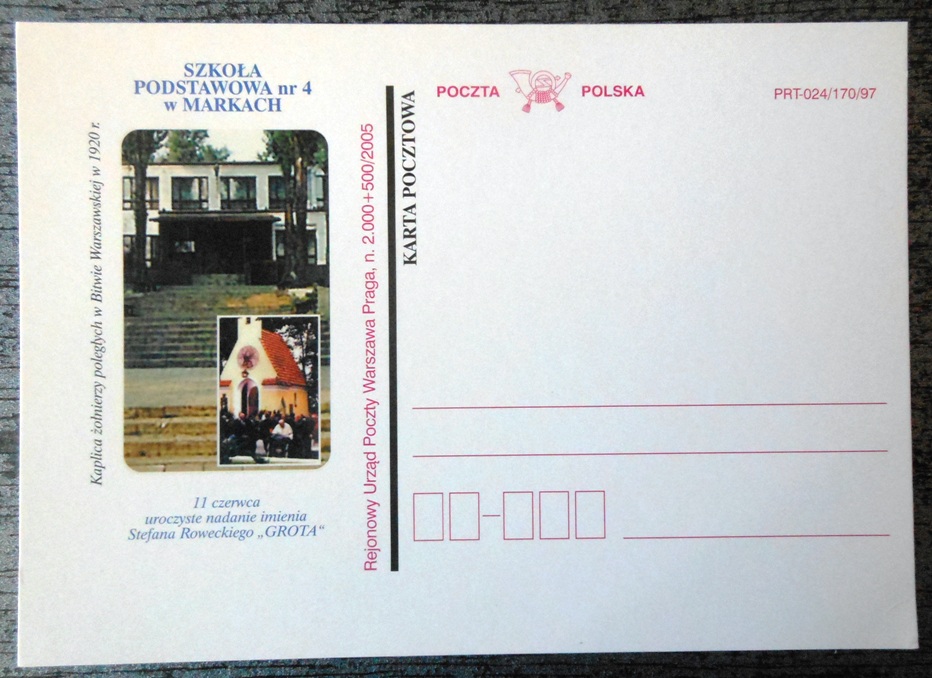 SZKOŁA
PODSTAWOWA nr 4
w MARKACH
Kaplica żołnierzy poległych w Bitwie Warszawskiej w 1920 r.
11 czerwca
uroczyste nadanie imienia
Stefana Roweckiego „GROTA“
Rejonowy Urząd Poczty Warszawa Praga, n. 2.000+500/2005
KARTA POCZTOWA
POCZTA POLSKA
PRT-024/170/97